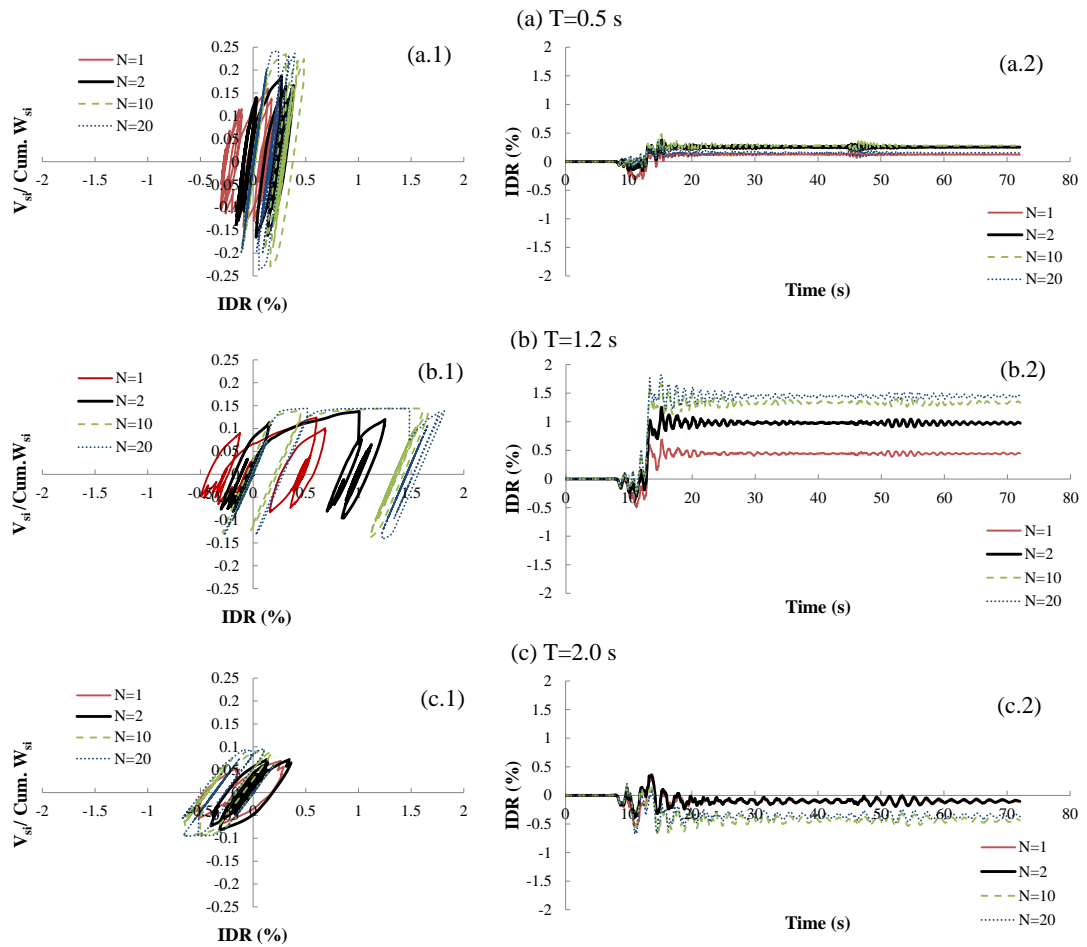 (a) T=0.5 s
(a.1)
N=1
N=2
N=10
N=20
V_si/ Cum. W_si
0.25
0.2
0.15
0.1
0.05
0
-0.05
-0.1
-0.15
-0.2
-0.25
-2 -1.5 -1 -0.5 0 0.5 1 1.5 2
IDR (%)
(a.2)
IDR (%)
2
1.5
1
0.5
0
-0.5
-1
-1.5
-2
0 10 20 30 40 50 60 70 80
N=1
N=2
N=10
N=20
Time (s)
(b) T=1.2 s
(b.1)
N=1
N=2
N=10
N=20
V_si /Cum.W_si
0.25
0.2
0.15
0.1
0.05
0
-0.05
-0.1
-0.15
-0.2
-0.25
-2 -1.5 -1 -0.5 0 0.5 1 1.5 2
IDR (%)
(b.2)
IDR (%)
2
1.5
1
0.5
0
-0.5
-1
-1.5
-2
0 10 20 30 40 50 60 70 80
N=1
N=2
N=10
N=20
Time (s)
(c) T=2.0 s
(c.1)
N=1
N=2
N=10
N=20
V_si/ Cum. W_si
0.25
0.2
0.15
0.1
0.05
0
-0.05
-0.1
-0.15
-0.2
-0.25
-2 -1.5 -1 -0.5 0 0.5 1 1.5 2
IDR (%)
(c.2)
IDR (%)
2
1.5
1
0.5
0
-0.5
-1
-1.5
-2
0 10 20 30 40 50 60 70 80
N=1
N=2
N=10
N=20
Time (s)